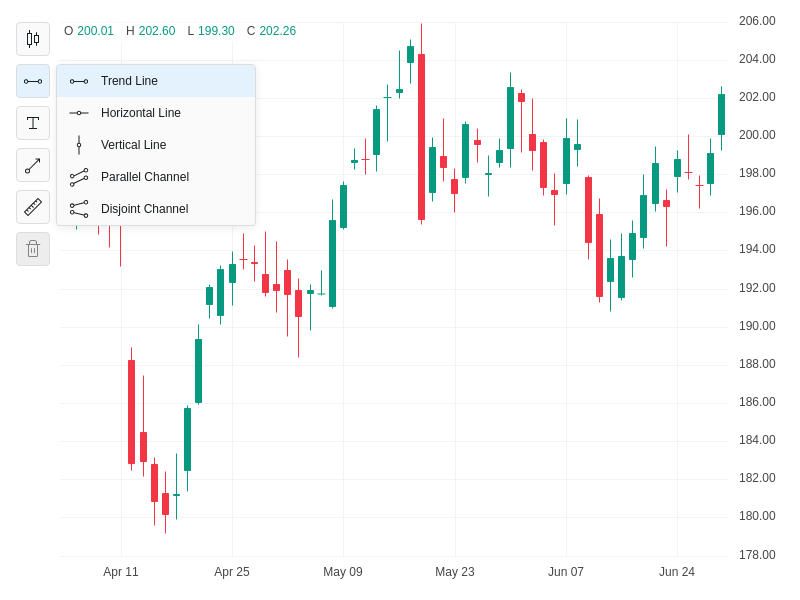 O 200.01 H 202.60 L 199.30 C 202.26
Trend Line
Horizontal Line
Vertical Line
Parallel Channel
Disjoint Channel
206.00
204.00
202.00
200.00
198.00
196.00
194.00
192.00
190.00
188.00
186.00
184.00
182.00
180.00
178.00
Apr 11 Apr 25 May 09 May 23 Jun 07 Jun 24